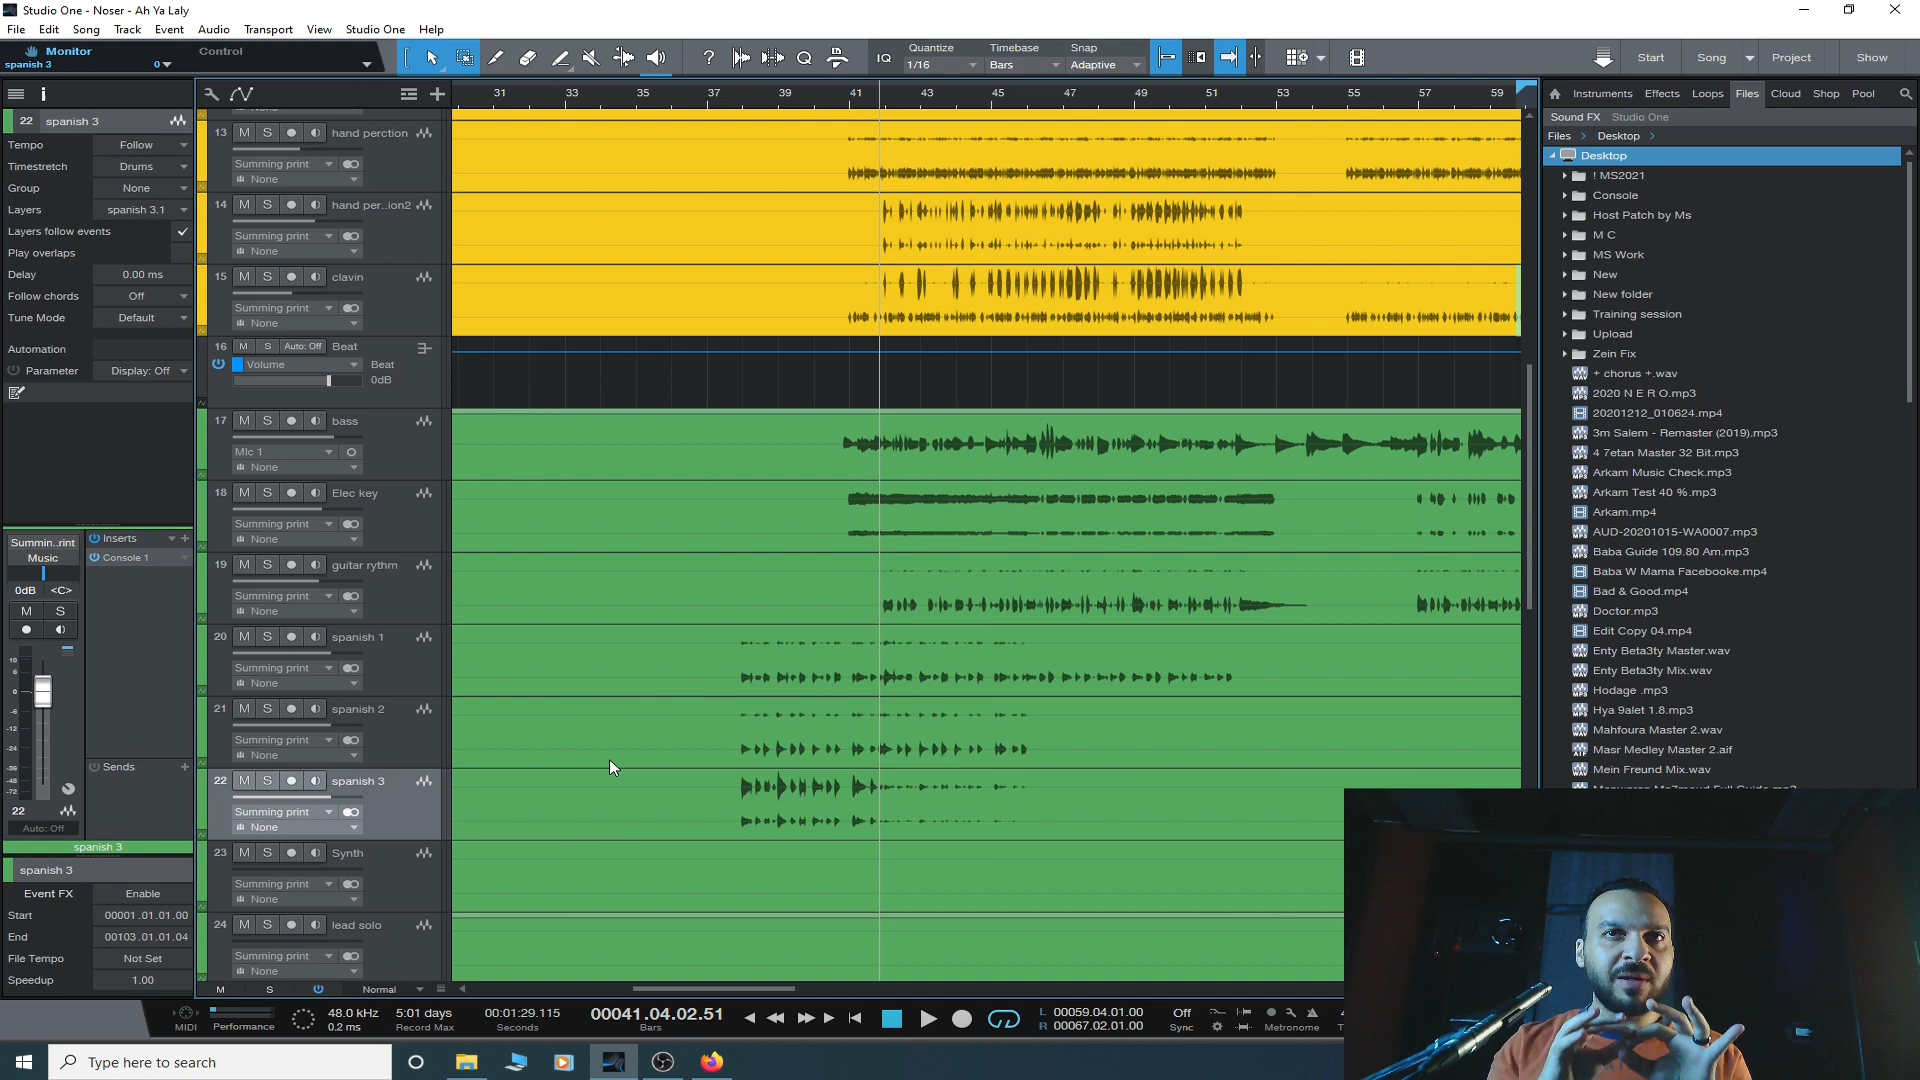 Studio One - Noser - Ah Ya Laly
File Edit Song Track Event Audio Transport View Studio One Help
Monitor
spanish 3 0
Control
IQ
Quantize
1/16
Timebase
Bars
Snap
Adaptive
Start Song Project Show
22 spanish 3
Tempo Follow
Timestretch Drums
Group None
Layers spanish 3.1
Layers follow events
Play overlaps
Delay 0.00 ms
Follow chords Off
Tune Mode Default
Automation
Parameter Display: Off
Summin..rint
Music
0dB <C>
M S
Inserts
Console 1
Sends
10
6
0
-6
-12
-24
-36
-48
-72
22
Auto: Off
spanish 3
spanish 3
Event FX Enable
Start 00001.01.01.00
End 00103.01.01.04
File Tempo Not Set
Speedup 1.00
31 33 35 37 39 41 43 45 47 49 51 53 55 57 59
13 M S hand perction
Summing print
None
14 M S hand per..ion2
Summing print
None
15 M S clavin
Summing print
None
16 M S Auto: Off Beat
Volume Beat
0dB
17 M S bass
MIc 1
None
18 M S Elec key
Summing print
None
19 M S guitar rythm
Summing print
None
20 M S spanish 1
Summing print
None
21 M S spanish 2
Summing print
None
22 M S spanish 3
Summing print
None
23 M S Synth
Summing print
None
24 M S lead solo
Summing print
None
M S Normal
Instruments Effects Loops Files Cloud Shop Pool
Sound FX Studio One
Files > Desktop >
Desktop
! MS2021
Console
Host Patch by Ms
M C
MS Work
New
New folder
Training session
Upload
Zein Fix
+ chorus +.wav
2020 N E R O.mp3
20201212_010624.mp4
3m Salem - Remaster (2019).mp3
4 7etan Master 32 Bit.mp3
Arkam Music Check.mp3
Arkam Test 40 %.mp3
Arkam.mp4
AUD-20201015-WA0007.mp3
Baba Guide 109.80 Am.mp3
Baba W Mama Facebooke.mp4
Bad & Good.mp4
Doctor.mp3
Edit Copy 04.mp4
Enty Beta3ty Master.wav
Enty Beta3ty Mix.wav
Hodage .mp3
Hya 9alet 1.8.mp3
Mahfoura Master 2.wav
Masr Medley Master 2.aif
Mein Freund Mix.wav
MIDI
Performance
48.0 kHz
0.2 ms
5:01 days
Record Max
00:01:29.115
Seconds
00041.04.02.51
Bars
L 00059.04.01.00
R 00067.02.01.00
Off
Sync
Metronome
Type here to search